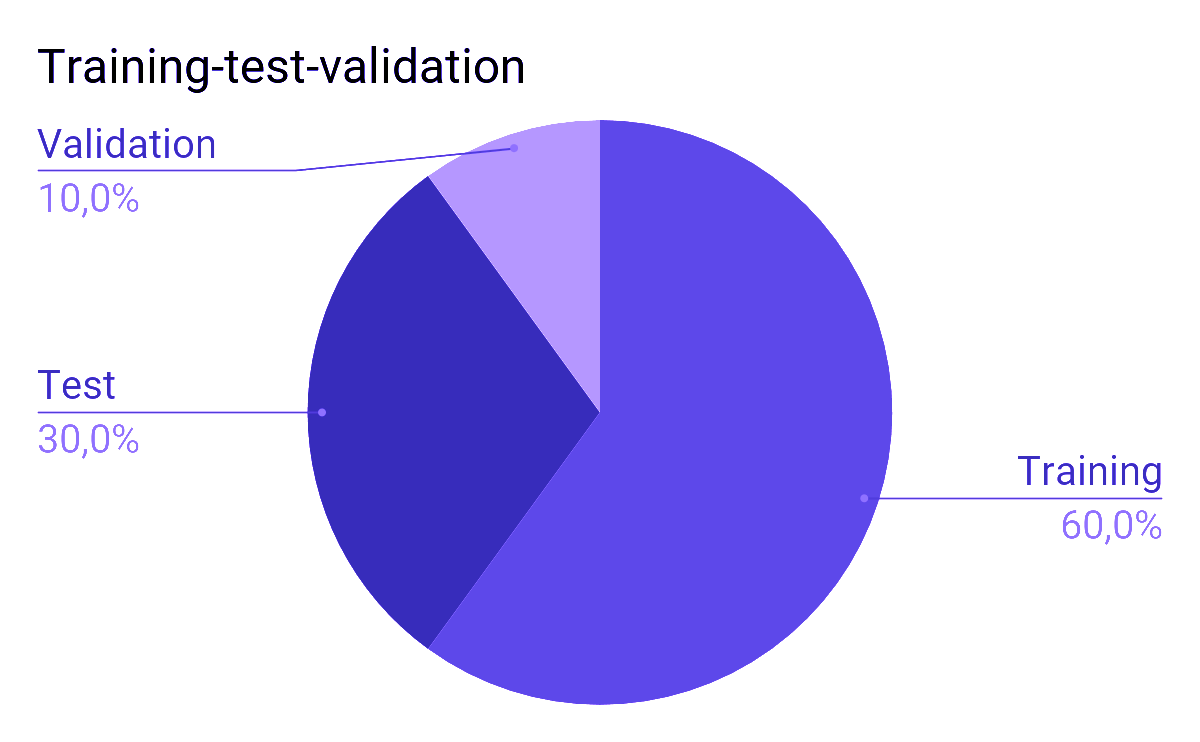 Training-test-validation
Validation
10,0%
Test
30,0%
Training
60,0%